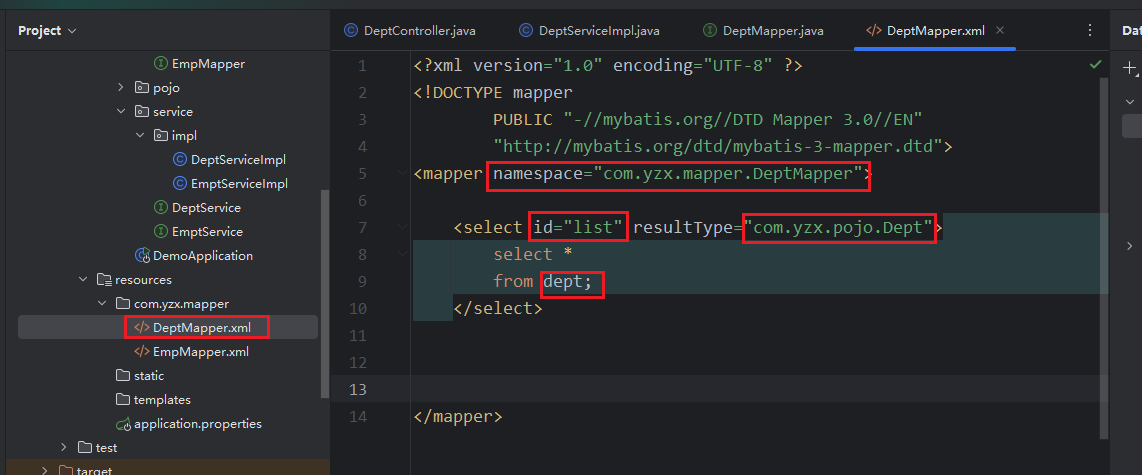 Project
EmpMapper
pojo
service
impl
DeptServiceImpl
EmptServiceImpl
DeptService
EmptService
DemoApplication
resources
com.yzx.mapper
DeptMapper.xml
EmpMapper.xml
static
templates
application.properties
test
target
DeptController.java DeptServiceImpl.java DeptMapper.java DeptMapper.xml
1 <?xml version="1.0" encoding="UTF-8" ?>
2 <!DOCTYPE mapper
3 PUBLIC "-//mybatis.org//DTD Mapper 3.0//EN"
4 "http://mybatis.org/dtd/mybatis-3-mapper.dtd">
5 <mapper namespace="com.yzx.mapper.DeptMapper">
6
7 <select id="list" resultType="com.yzx.pojo.Dept">
8 select *
9 from dept;
10 </select>
11
12
13
14 </mapper>